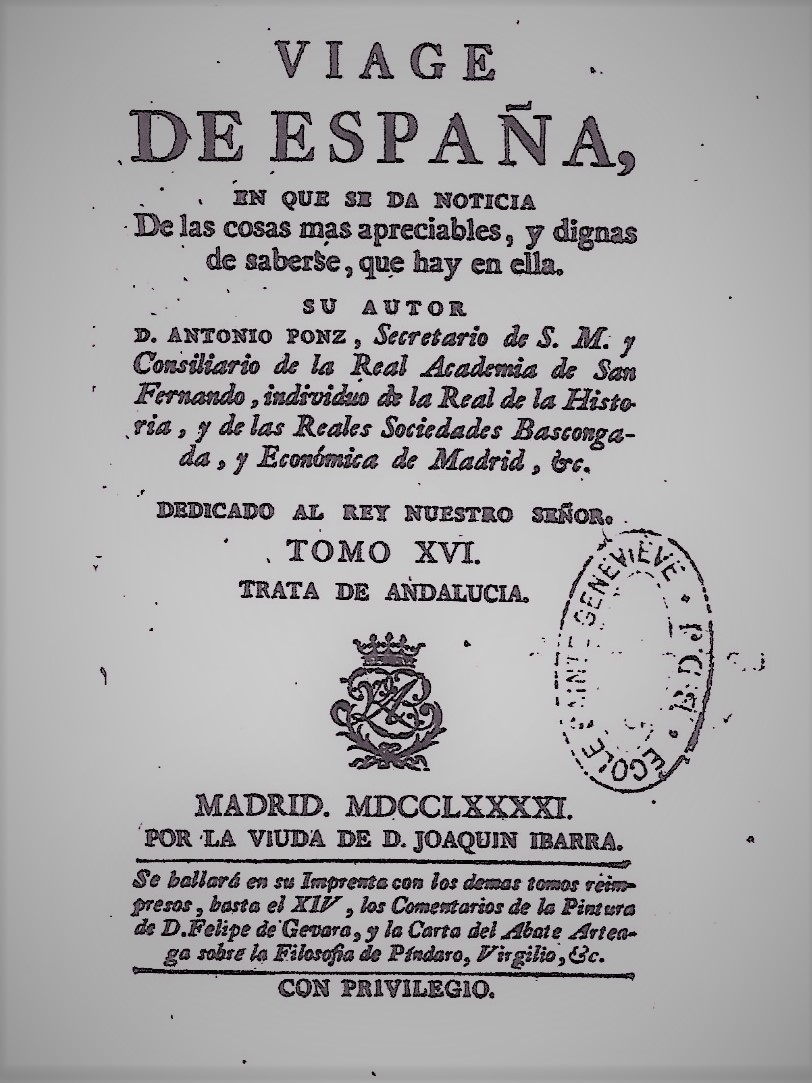 VIAGE
DE ESPAÑA,
EN QUE SE DA NOTICIA
De las cosas mas apreciables, y dignas
de saberse, que hay en ella.
SU AUTOR
D. ANTONIO PONZ, Secretario de S. M. y
Consiliario de la Real Academia de San
Fernando, individuo de la Real de la Histo-
ria, y de las Reales Sociedades Basconga-
da, y Económica de Madrid, &c.
DEDICADO AL REY NUESTRO SEÑOR.
TOMO XVI.
TRATA DE ANDALUCIA.
ECOLE SAINTE GENEVIEVE
B.D.J
MADRID. MDCCLXXXXI.
POR LA VIUDA DE D. JOAQUIN IBARRA.
Se hallará en su Imprenta con los demas tomos reim-
presos, hasta el XIV, los Comentarios de la Pintura
de D. Felipe de Gevara, y la Carta del Abate Artea-
ga sobre la Filosofia de Píndaro, Virgilio, &c.
CON PRIVILEGIO.